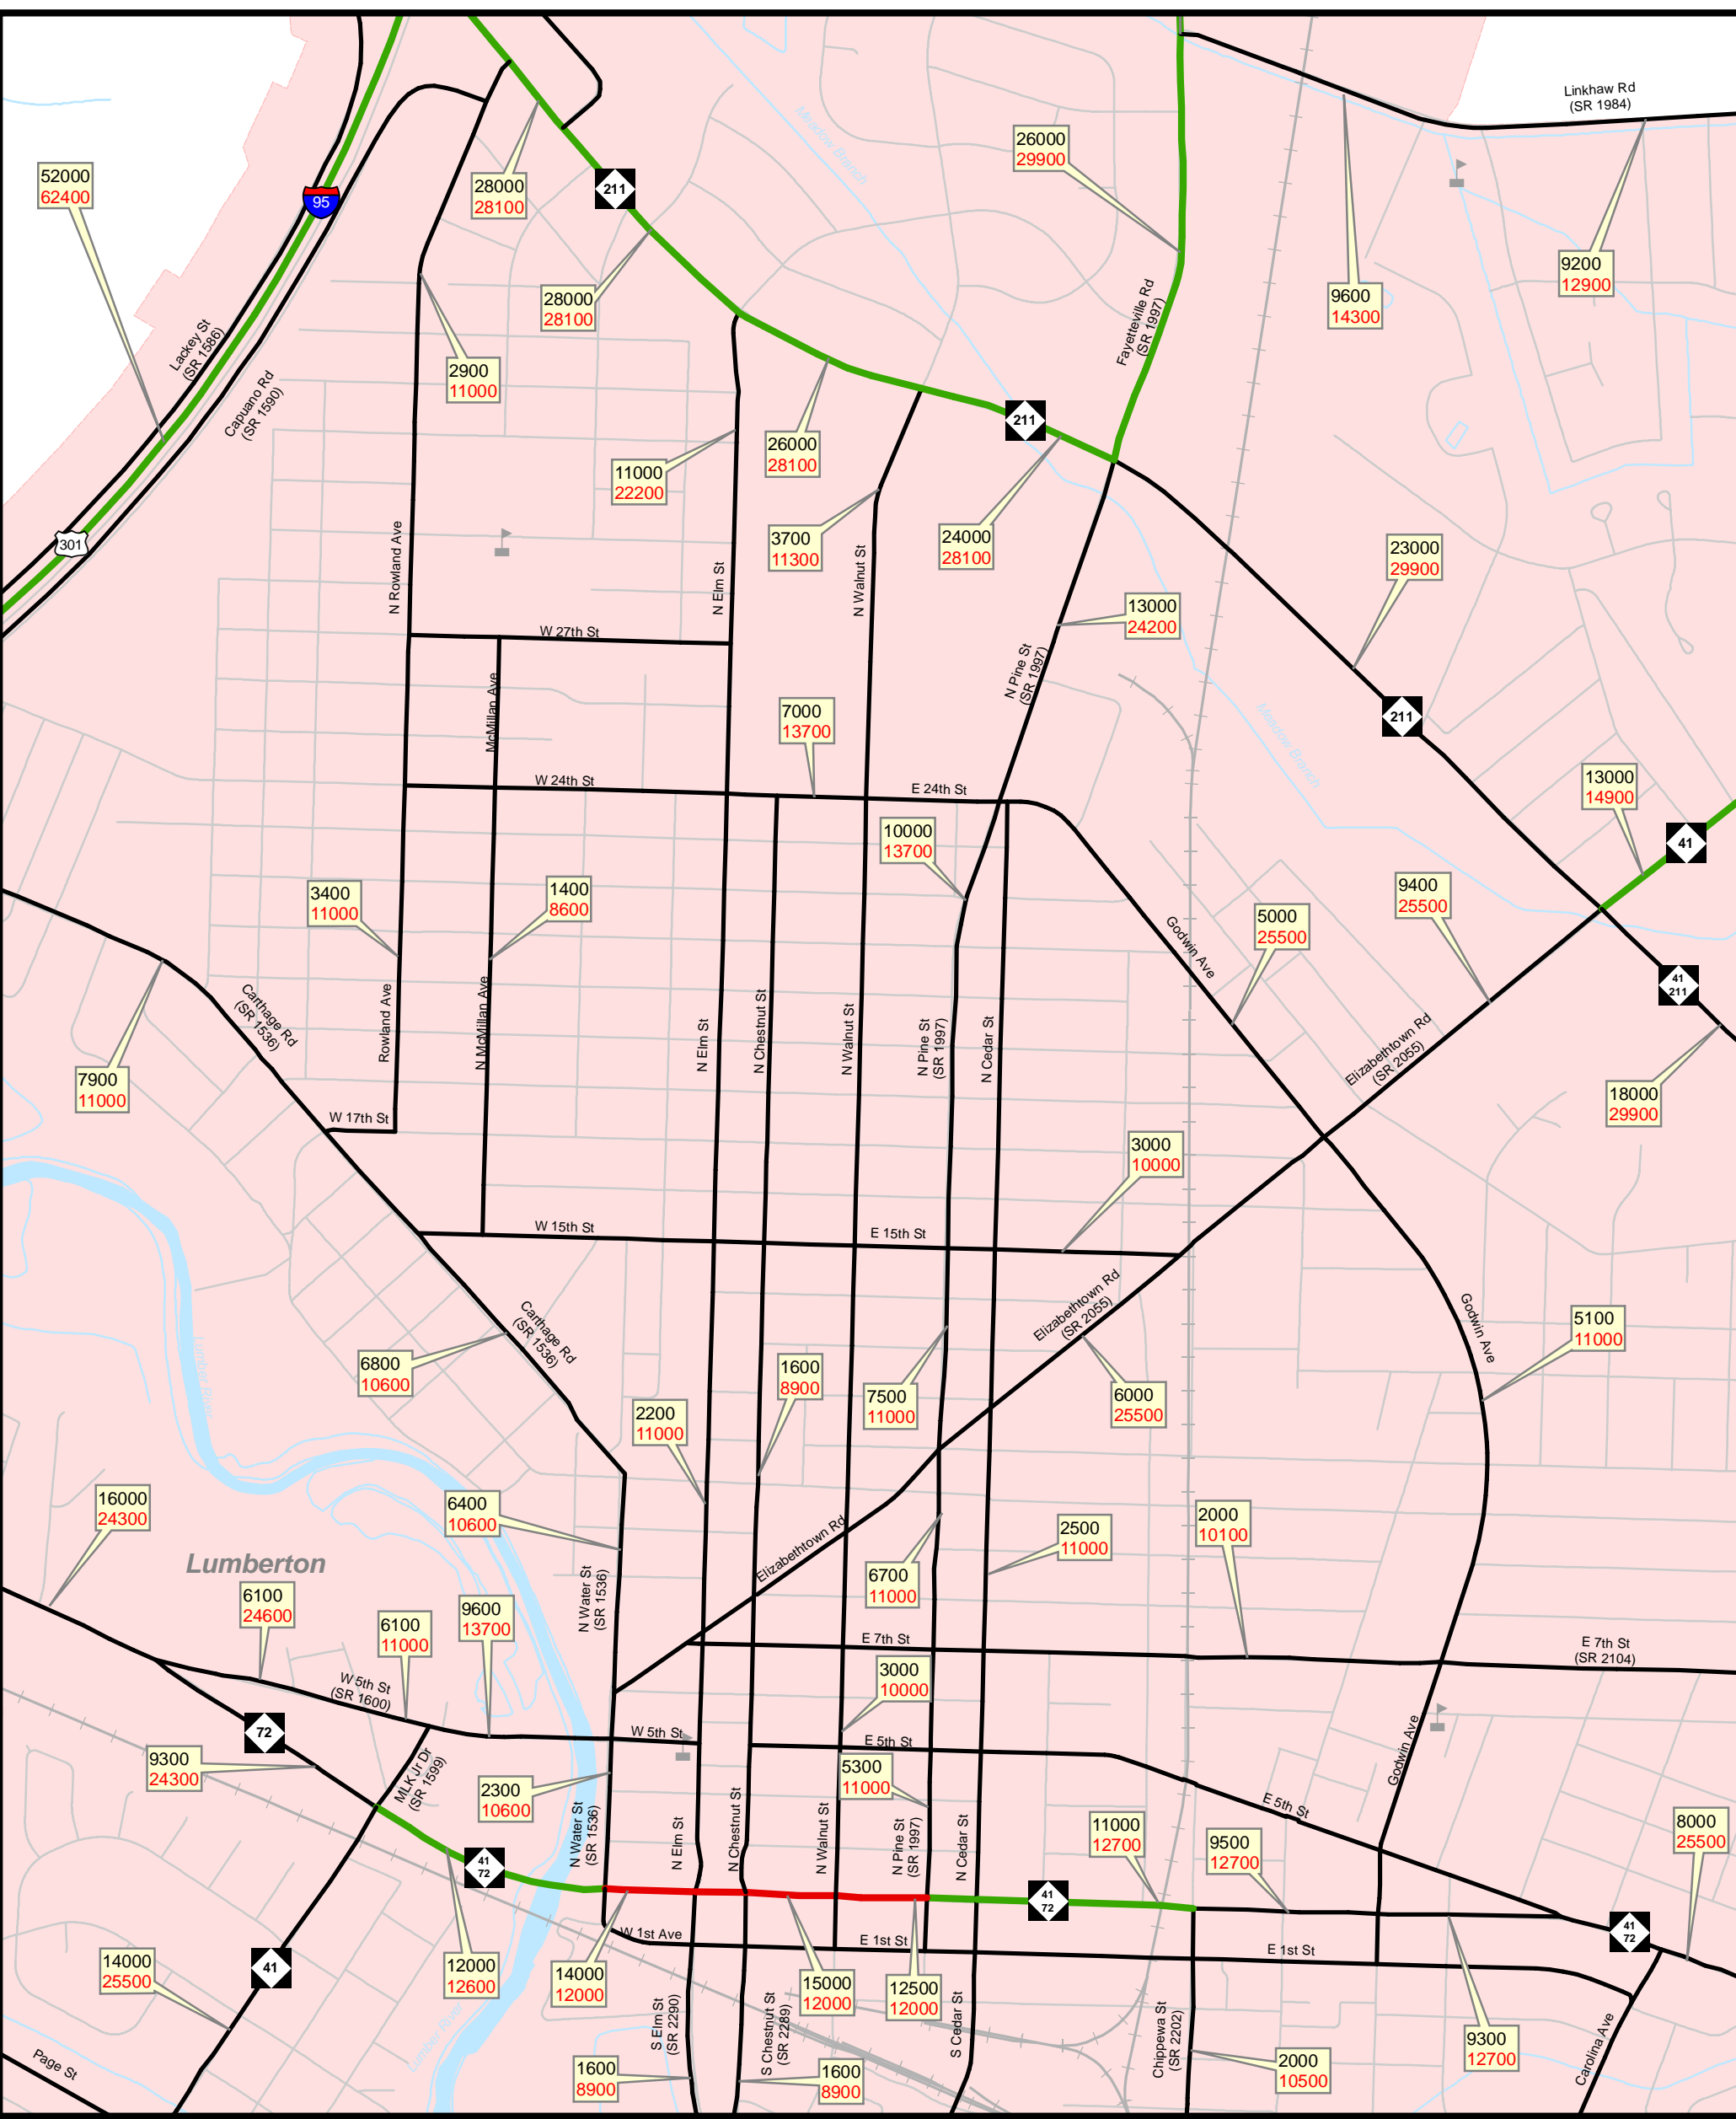 Linkhaw Rd
(SR 1984)
Meadow Branch
26000
29900
52000
62400
28000
28100
211
95
9200
12900
9600
14300
28000
28100
Fayetteville Rd
(SR 1997)
Lackey St
(SR 1586)
Capuano Rd
(SR 1590)
2900
11000
211
26000
28100
11000
22200
3700
11300
24000
28100
301
23000
29900
N Rowland Ave
N Elm St
N Walnut St
13000
24200
W 27th St
N Pine St
(SR 1997)
McMillan Ave
7000
13700
211
Meadow Branch
W 24th St
E 24th St
13000
14900
41
10000
13700
3400
11000
1400
8600
9400
25500
5000
25500
Godwin Ave
41
211
Carthage Rd
(SR 1536)
Rowland Ave
N McMillan Ave
N Elm St
N Chestnut St
N Walnut St
N Pine St
(SR 1997)
N Cedar St
Elizabethtown Rd
(SR 2055)
7900
11000
18000
29900
W 17th St
3000
10000
W 15th St
E 15th St
Elizabethtown Rd
(SR 2055)
Godwin Ave
5100
11000
Carthage Rd
(SR 1536)
Lumber River
6800
10600
1600
8900
7500
11000
6000
25500
2200
11000
16000
24300
6400
10600
2500
11000
2000
10100
Lumberton
Elizabethtown Rd
6700
11000
N Water St
(SR 1536)
6100
24600
6100
11000
9600
13700
E 7th St
E 7th St
(SR 2104)
3000
10000
W 5th St
(SR 1600)
72
W 5th St
E 5th St
9300
24300
MLK Jr Dr
(SR 1599)
2300
10600
5300
11000
Godwin Ave
E 5th St
N Water St
(SR 1536)
N Elm St
N Chestnut St
N Walnut St
N Pine St
(SR 1997)
N Cedar St
11000
12700
9500
12700
8000
25500
41
72
41
72
41
72
W 1st Ave
E 1st St
E 1st St
14000
25500
41
12000
12600
14000
12000
15000
12000
12500
12000
Lumber River
S Elm St
(SR 2290)
S Chestnut St
(SR 2289)
S Cedar St
Chippewa St
(SR 2202)
Carolina Ave
9300
12700
Page St
1600
8900
1600
8900
2000
10500